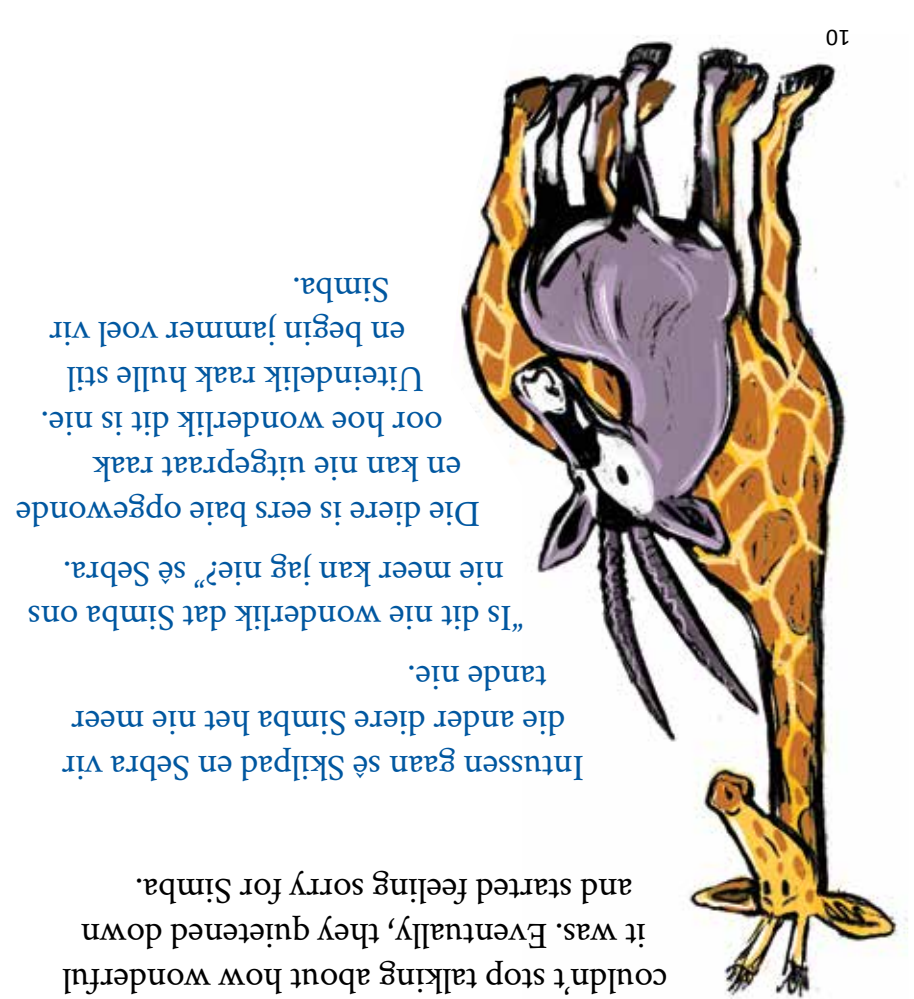 couldn't stop talking about how wonderful
it was. Eventually, they quietened down
and started feeling sorry for Simba.
Intussen gaan sê Skilpad en Sebra vir
die ander diere Simba het nie meer
tande nie.
“Is dit nie wonderlik dat Simba ons
nie meer kan jag nie?” sê Sebra.
Die diere is eers baie opgewonde
en kan nie uitgepraat raak
oor hoe wonderlik dit is nie.
Uiteindelik raak hulle stil
en begin jammer voel vir
Simba.
10